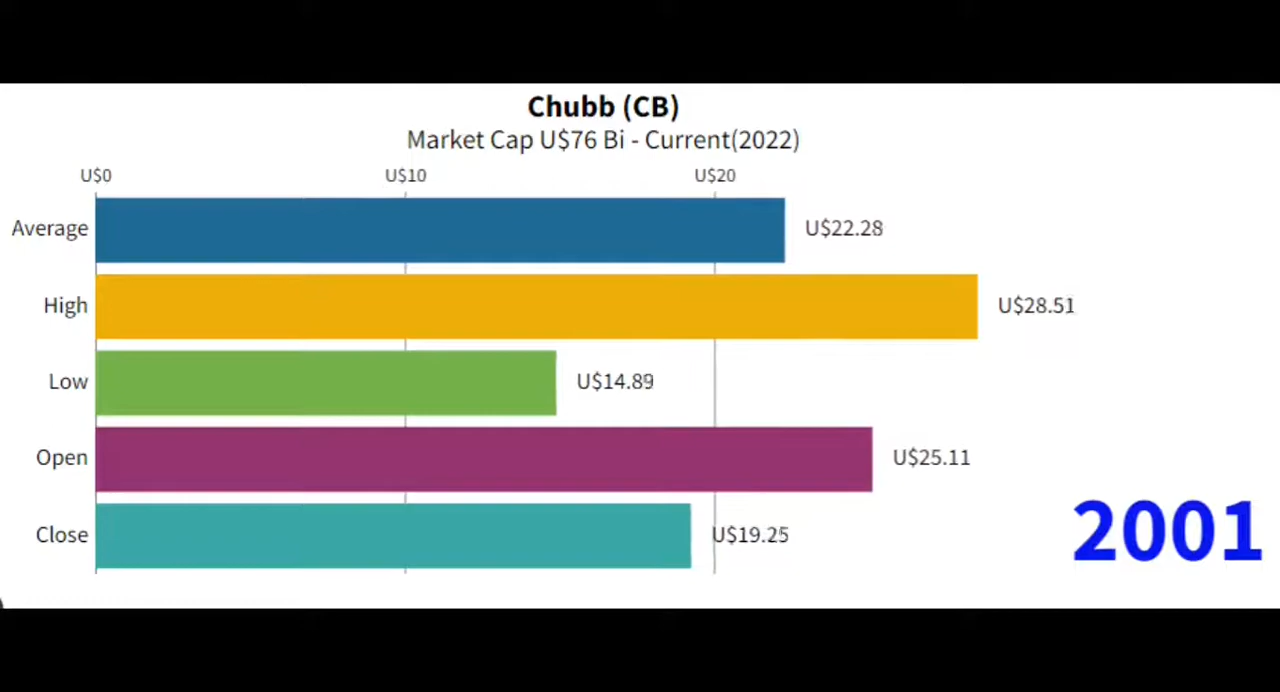 Chubb (CB)
Market Cap U$76 Bi - Current(2022)
U$0 U$10 U$20
Average U$22.28
High U$28.51
Low U$14.89
Open U$25.11
Close U$19.25
2001